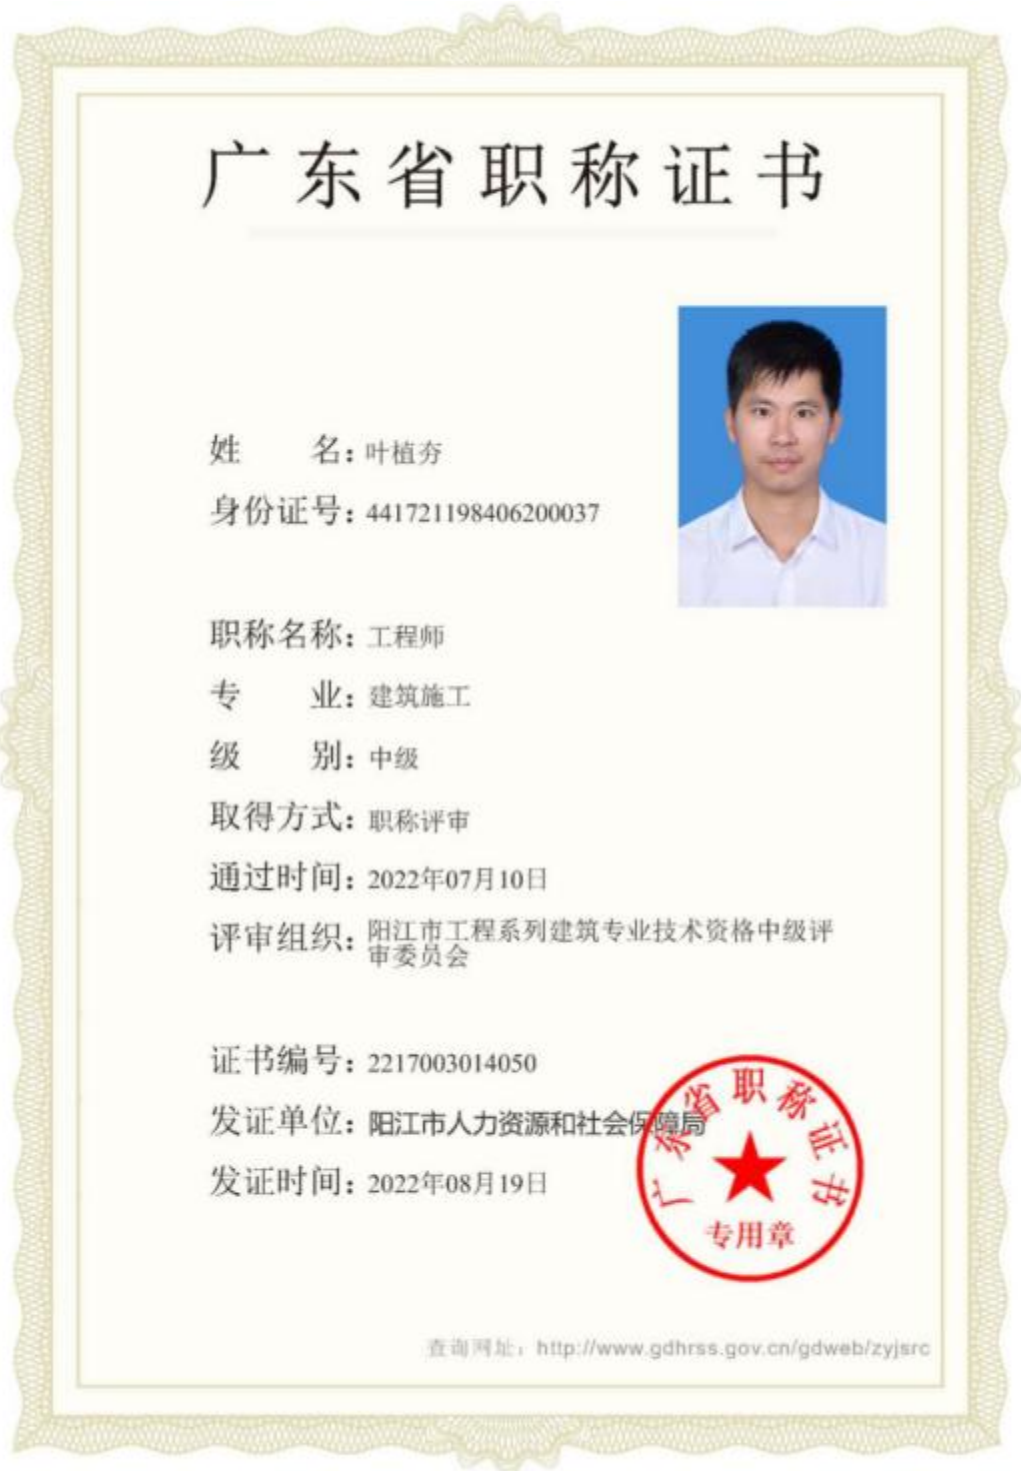 广东省职称证书
姓 名：叶植夯
身份证号：441721198406200037
职称名称：工程师
专 业：建筑施工
级 别：中级
取得方式：职称评审
通过时间：2022年07月10日
评审组织：阳江市工程系列建筑专业技术资格中级评
审委员会
证书编号：2217003014050
发证单位：阳江市人力资源和社会保障局
发证时间：2022年08月19日
广东省职称证书
专用章
查询网址：http://www.gdhrss.gov.cn/gdweb/zyjsrc